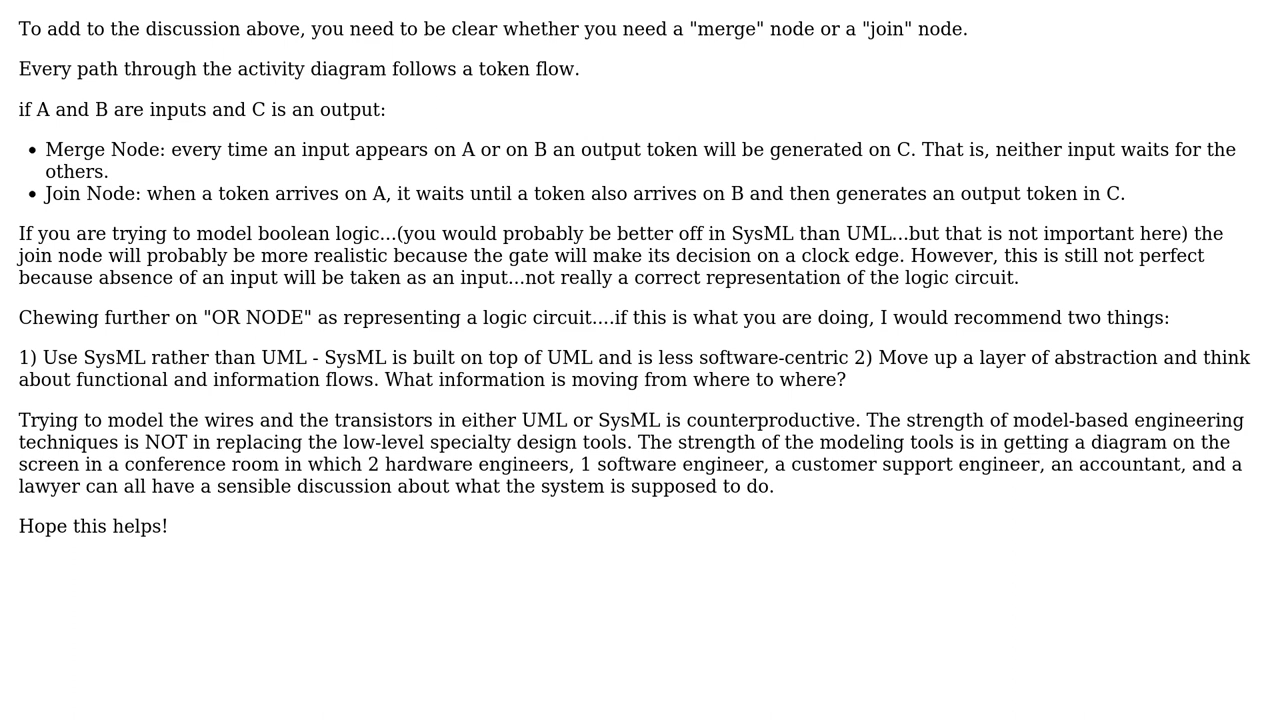 To add to the discussion above, you need to be clear whether you need a "merge" node or a "join" node.
Every path through the activity diagram follows a token flow.
if A and B are inputs and C is an output:
• Merge Node: every time an input appears on A or on B an output token will be generated on C. That is, neither input waits for the
others.
• Join Node: when a token arrives on A, it waits until a token also arrives on B and then generates an output token in C.
If you are trying to model boolean logic...(you would probably be better off in SysML than UML...but that is not important here) the
join node will probably be more realistic because the gate will make its decision on a clock edge. However, this is still not perfect
because absence of an input will be taken as an input...not really a correct representation of the logic circuit.
Chewing further on "OR NODE" as representing a logic circuit....if this is what you are doing, I would recommend two things:
1) Use SysML rather than UML - SysML is built on top of UML and is less software-centric 2) Move up a layer of abstraction and think
about functional and information flows. What information is moving from where to where?
Trying to model the wires and the transistors in either UML or SysML is counterproductive. The strength of model-based engineering
techniques is NOT in replacing the low-level specialty design tools. The strength of the modeling tools is in getting a diagram on the
screen in a conference room in which 2 hardware engineers, 1 software engineer, a customer support engineer, an accountant, and a
lawyer can all have a sensible discussion about what the system is supposed to do.
Hope this helps!